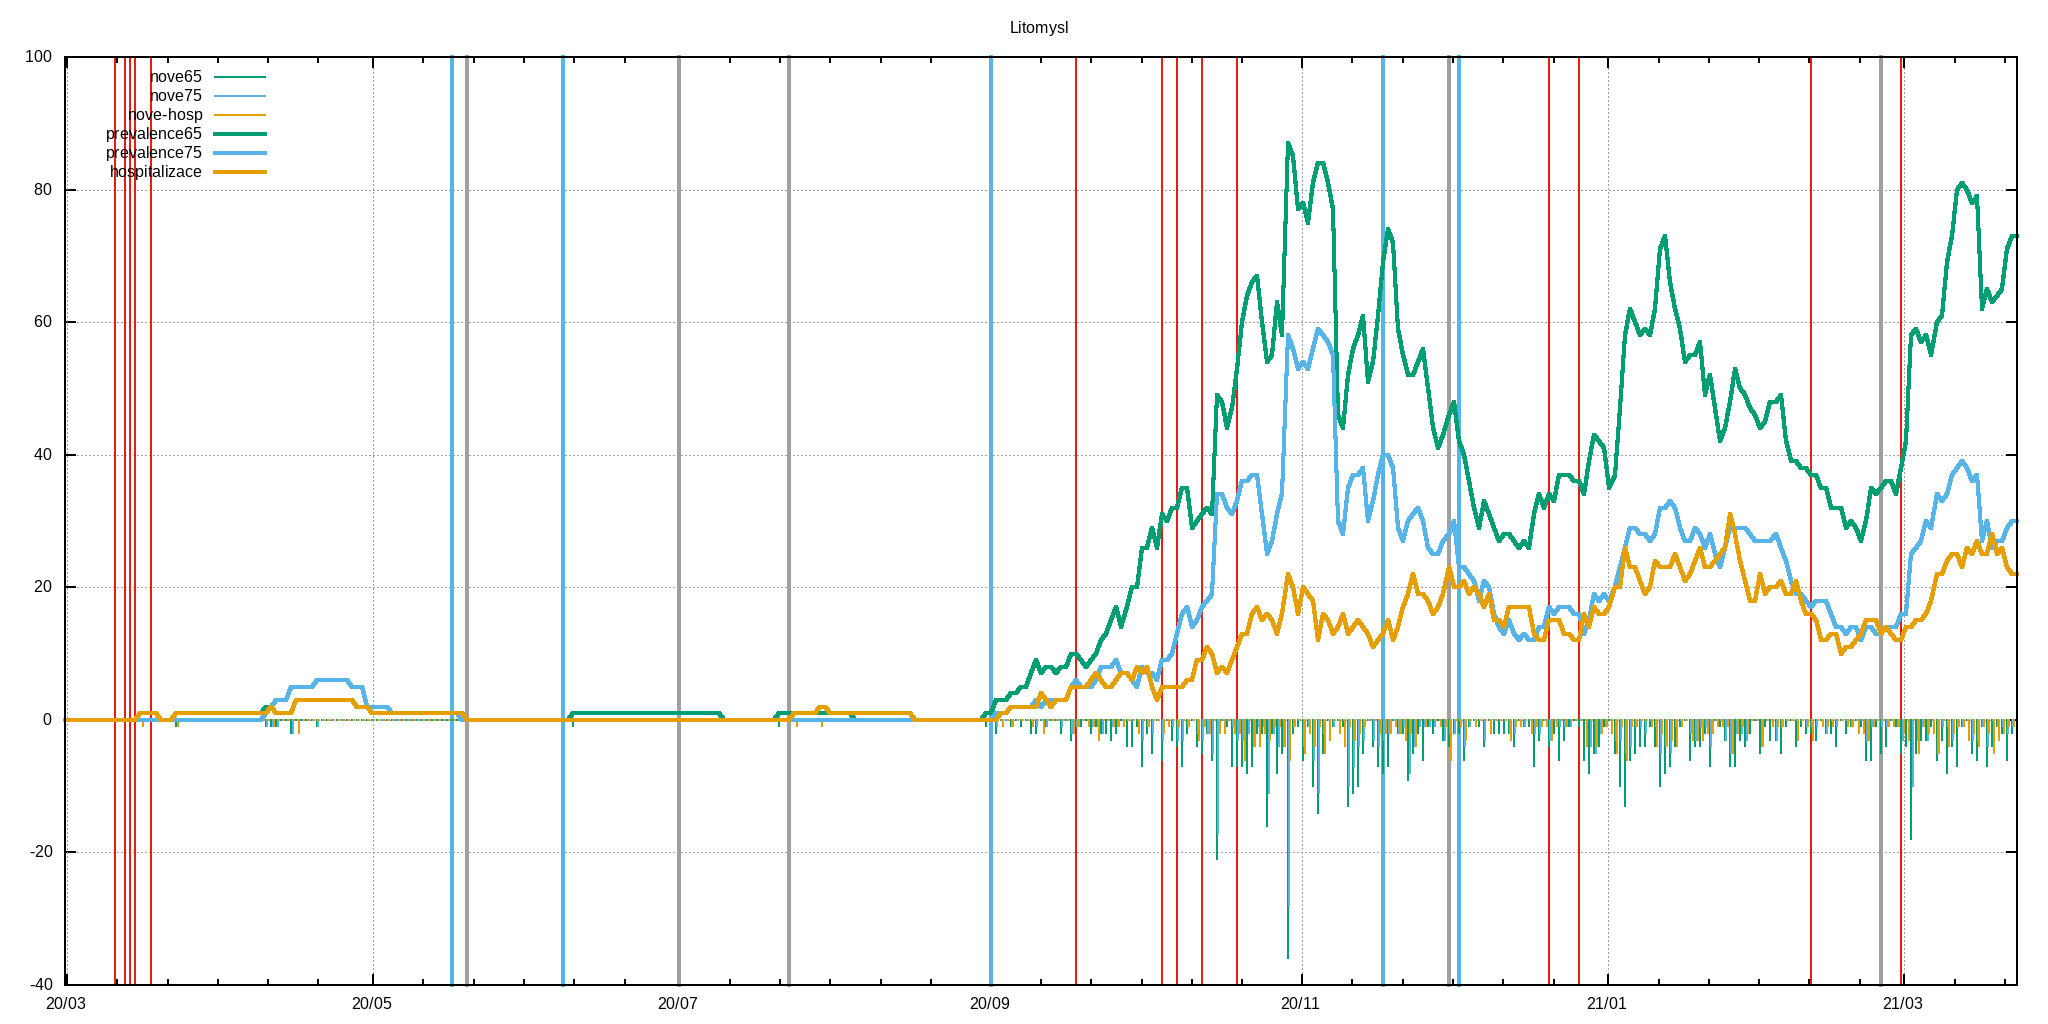 Litomysl
100
nove65
nove75
nove-hosp
prevalence65
prevalence75
hospitalizace
80
60
40
20
0
-20
-40
20/03 20/05 20/07 20/09 20/11 21/01 21/03